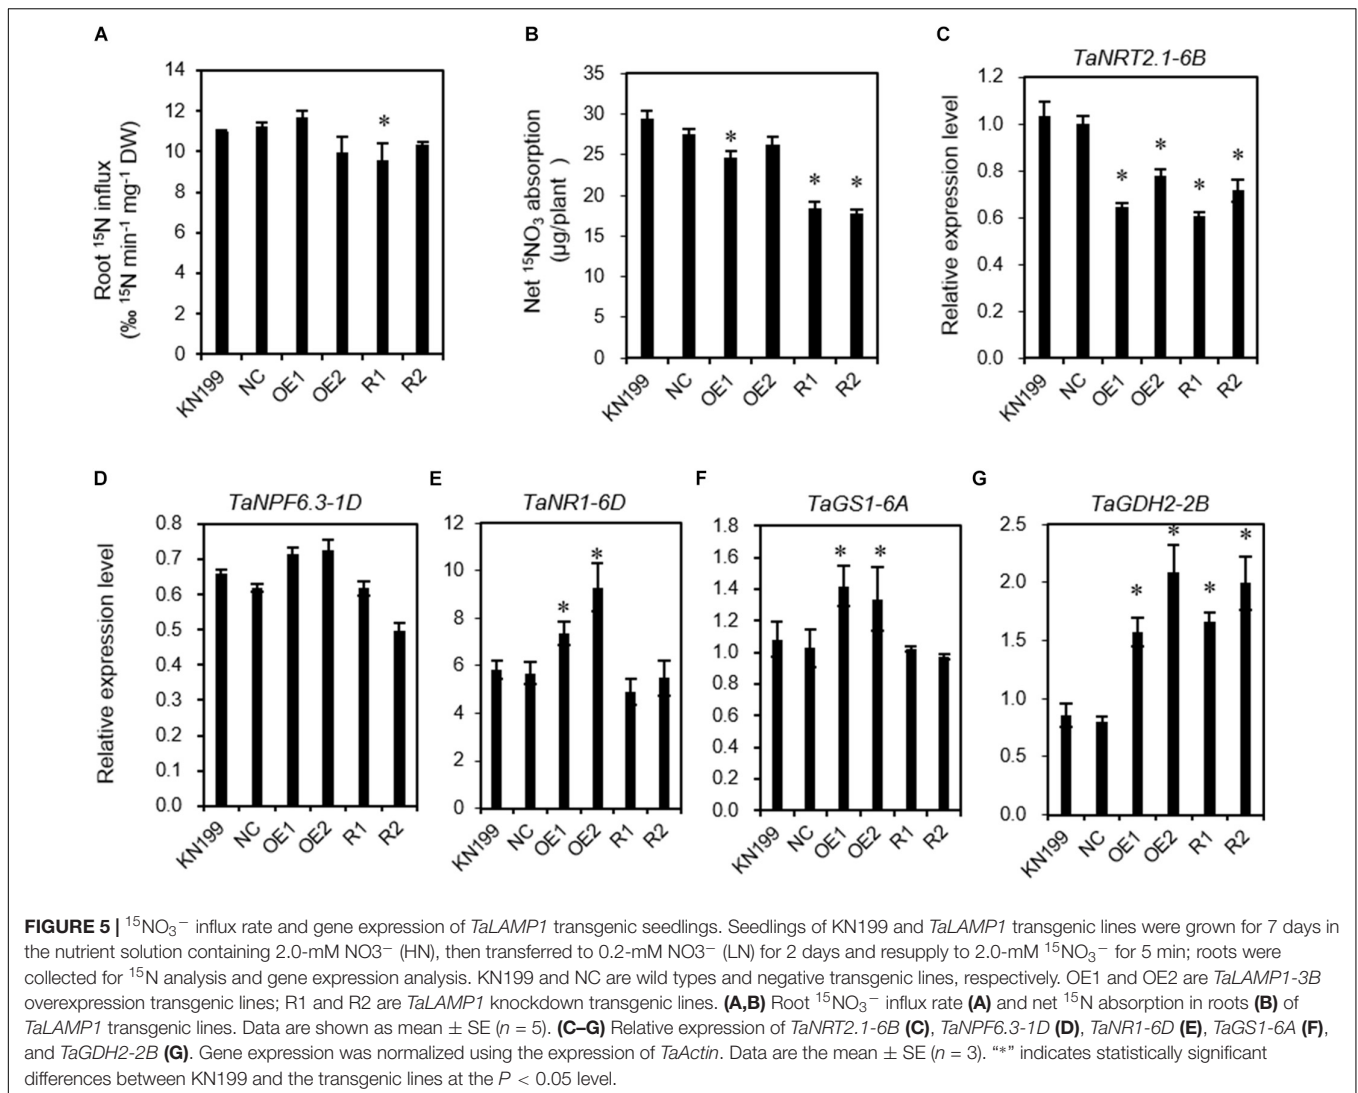 A
Root ¹⁵N influx
(‰ ¹⁵N min⁻¹ mg⁻¹ DW)
14
12
10
8
6
4
2
0
*
KN199
NC
OE1
OE2
R1
R2
B
Net ¹⁵NO₃ absorption
(µg/plant )
35
30
25
20
15
10
5
0
*
*
*
KN199
NC
OE1
OE2
R1
R2
C
TaNRT2.1-6B
Relative expression level
1.2
1.0
0.8
0.6
0.4
0.2
0.0
*
*
*
*
KN199
NC
OE1
OE2
R1
R2
D
TaNPF6.3-1D
Relative expression level
0.8
0.7
0.6
0.5
0.4
0.3
0.2
0.1
0.0
KN199
NC
OE1
OE2
R1
R2
E
TaNR1-6D
12
10
8
6
4
2
0
*
*
KN199
NC
OE1
OE2
R1
R2
F
TaGS1-6A
1.8
1.6
1.4
1.2
1.0
0.8
0.6
0.4
0.2
0.0
*
*
KN199
NC
OE1
OE2
R1
R2
G
TaGDH2-2B
2.5
2.0
1.5
1.0
0.5
0.0
*
*
*
*
KN199
NC
OE1
OE2
R1
R2
FIGURE 5 | ¹⁵NO₃⁻ influx rate and gene expression of TaLAMP1 transgenic seedlings. Seedlings of KN199 and TaLAMP1 transgenic lines were grown for 7 days in
the nutrient solution containing 2.0-mM NO3− (HN), then transferred to 0.2-mM NO3− (LN) for 2 days and resupply to 2.0-mM ¹⁵NO₃⁻ for 5 min; roots were
collected for ¹⁵N analysis and gene expression analysis. KN199 and NC are wild types and negative transgenic lines, respectively. OE1 and OE2 are TaLAMP1-3B
overexpression transgenic lines; R1 and R2 are TaLAMP1 knockdown transgenic lines. (A,B) Root ¹⁵NO₃⁻ influx rate (A) and net ¹⁵N absorption in roots (B) of
TaLAMP1 transgenic lines. Data are shown as mean ± SE (n = 5). (C–G) Relative expression of TaNRT2.1-6B (C), TaNPF6.3-1D (D), TaNR1-6D (E), TaGS1-6A (F),
and TaGDH2-2B (G). Gene expression was normalized using the expression of TaActin. Data are the mean ± SE (n = 3). “*” indicates statistically significant
differences between KN199 and the transgenic lines at the P < 0.05 level.